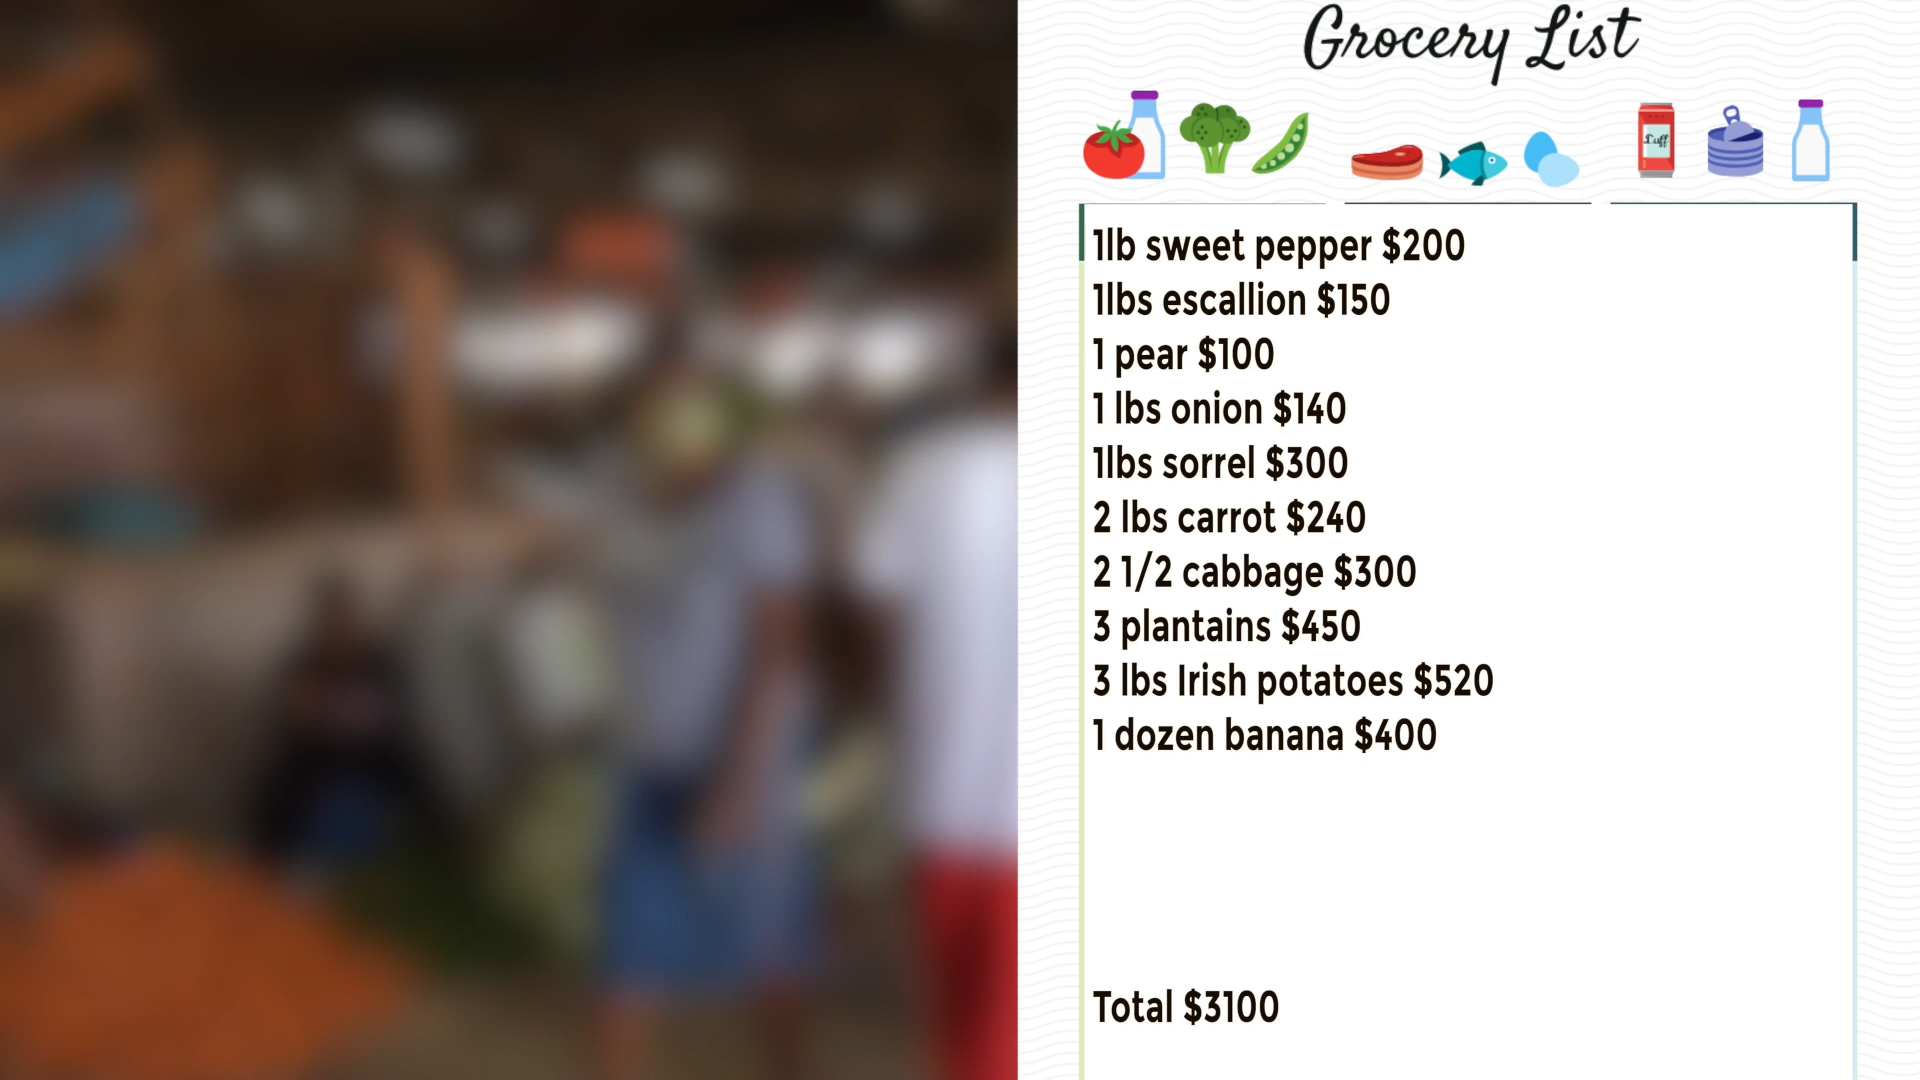 Grocery List
Luff
1lb sweet pepper $200
1lbs escallion $150
1 pear $100
1 lbs onion $140
1lbs sorrel $300
2 lbs carrot $240
2 1/2 cabbage $300
3 plantains $450
3 lbs Irish potatoes $520
1 dozen banana $400
Total $3100